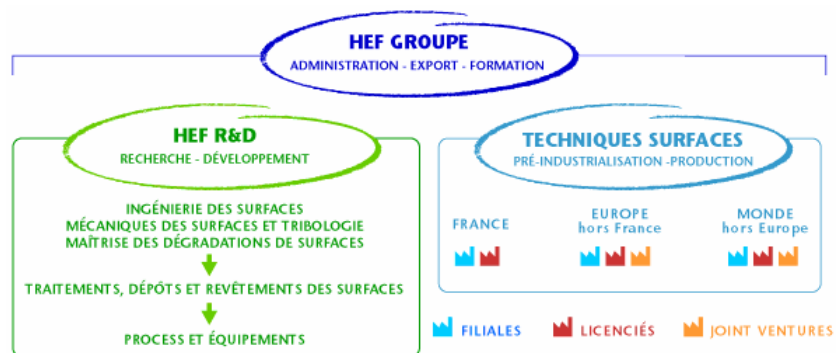 HEF GROUPE
ADMINISTRATION - EXPORT - FORMATION
HEF R&D
RECHERCHE - DÉVELOPPEMENT
INGÉNIERIE DES SURFACES
MÉCANIQUES DES SURFACES ET TRIBOLOGIE
MAÎTRISE DES DÉGRADATIONS DE SURFACES
TRAITEMENTS, DÉPÔTS ET REVÊTEMENTS DES SURFACES
PROCESS ET ÉQUIPEMENTS
TECHNIQUES SURFACES
PRÉ-INDUSTRIALISATION -PRODUCTION
FRANCE
EUROPE
hors France
MONDE
hors Europe
FILIALES
LICENCIÉS
JOINT VENTURES